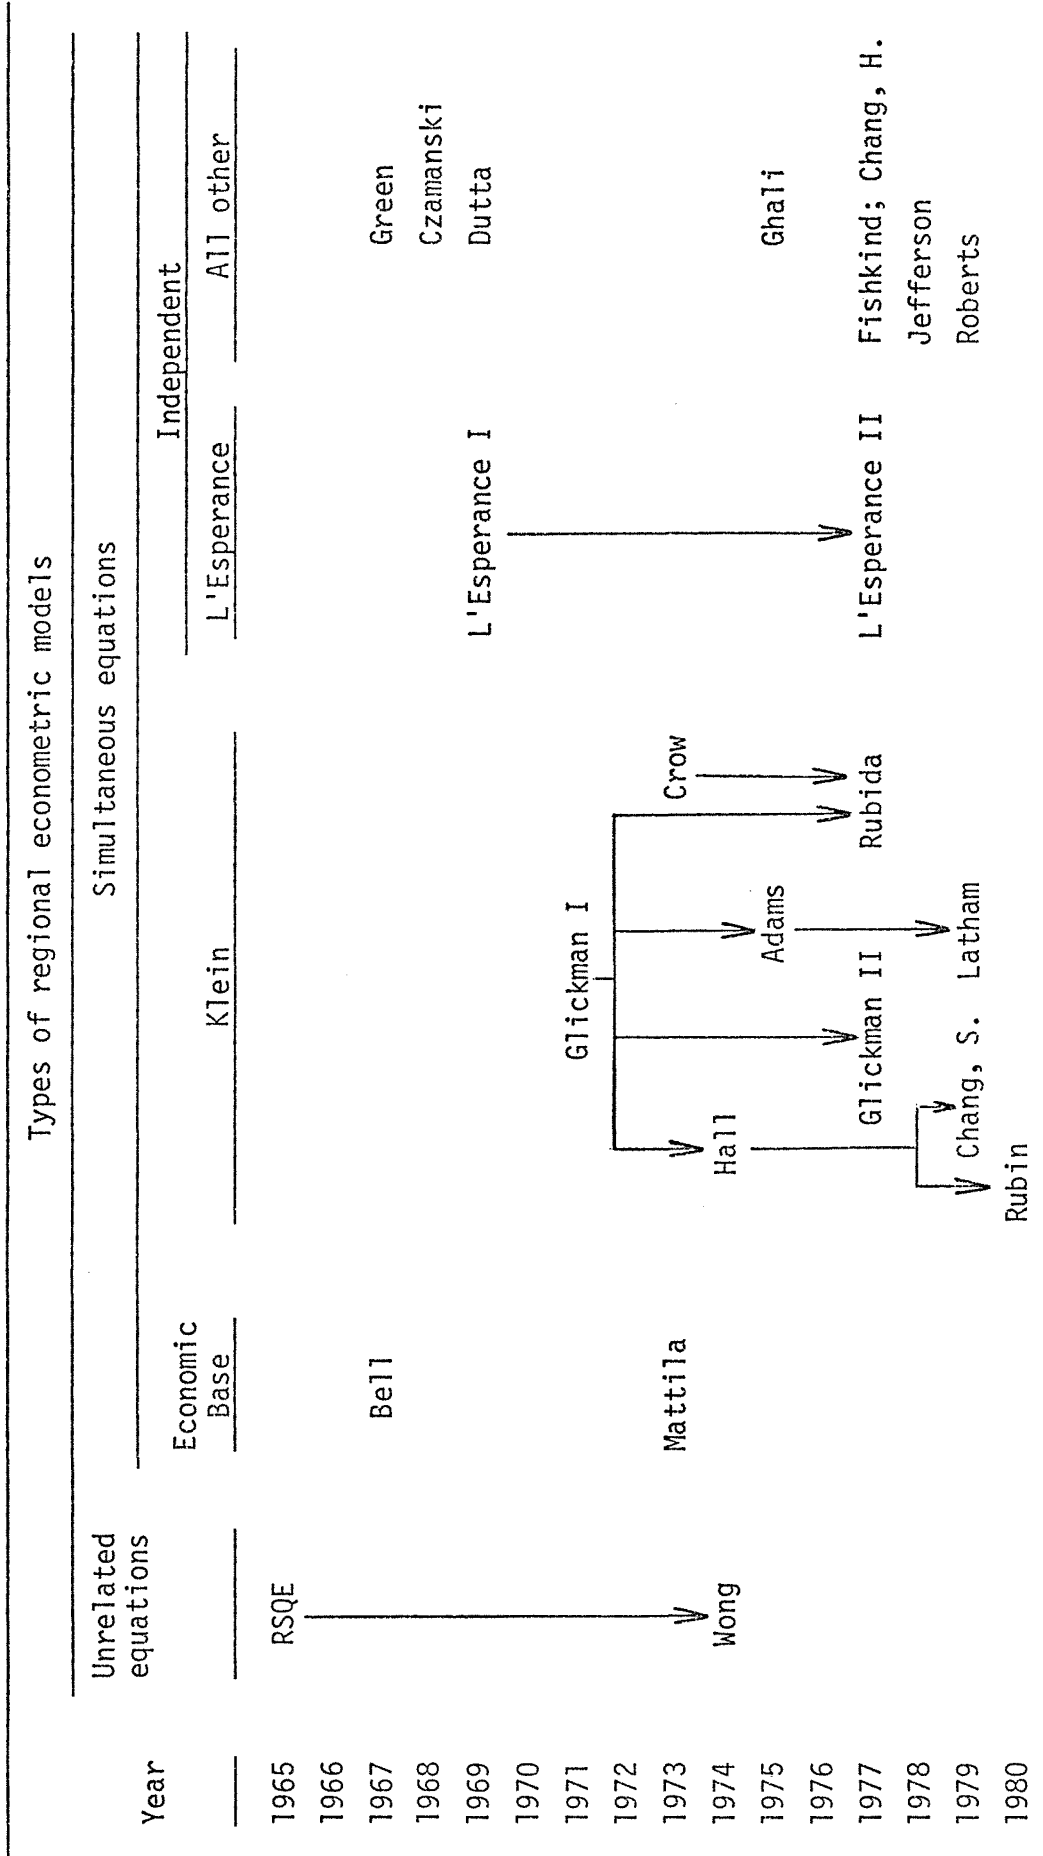 Types of regional econometric models
Unrelated equations
Simultaneous equations
Independent
Year
Economic Base
Klein
L'Esperance
All other
1965 RSQE
1966
1967 Bell Green
1968 Czamanski
1969 L'Esperance I Dutta
1970
1971 Glickman I
1972
1973 Mattila Crow
1974 Wong Hall
1975 Adams Ghali
1976
1977 Glickman II Rubida L'Esperance II Fishkind; Chang, H.
1978 Jefferson
1979 Chang, S. Latham Roberts
1980 Rubin